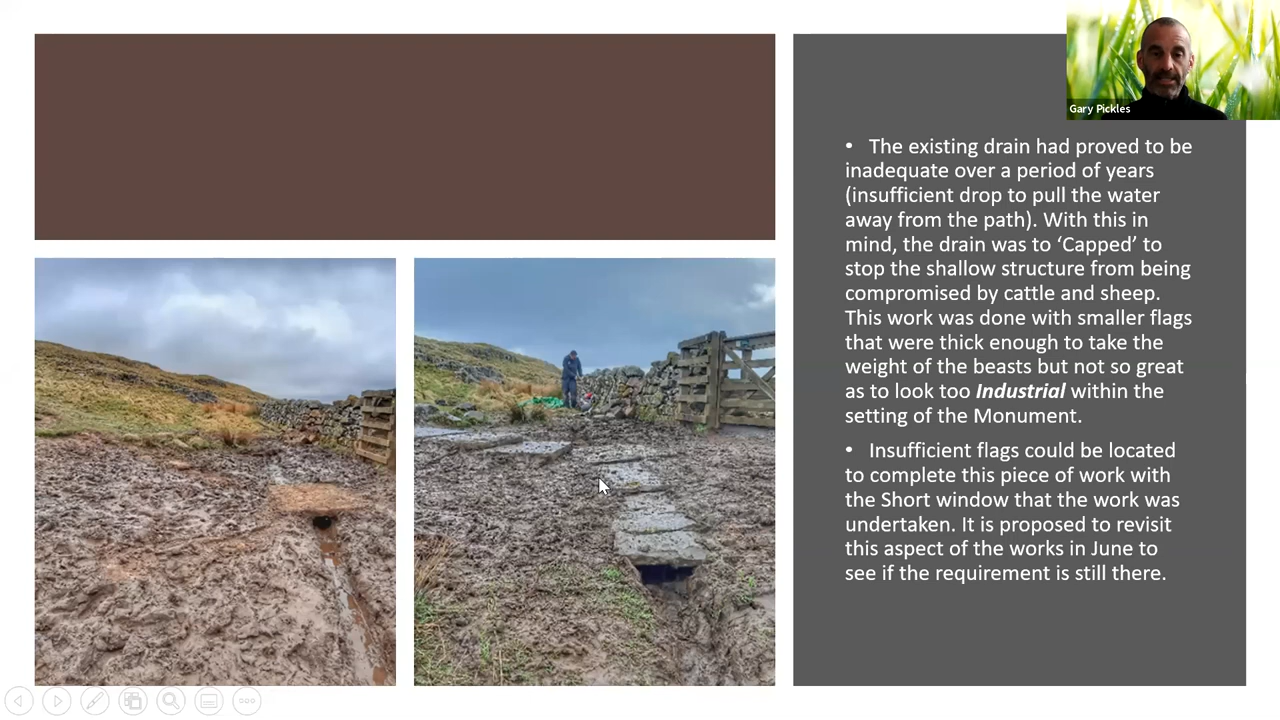 Gary Pickles
• The existing drain had proved to be
inadequate over a period of years
(insufficient drop to pull the water
away from the path). With this in
mind, the drain was to ‘Capped’ to
stop the shallow structure from being
compromised by cattle and sheep.
This work was done with smaller flags
that were thick enough to take the
weight of the beasts but not so great
as to look too Industrial within the
setting of the Monument.
• Insufficient flags could be located
to complete this piece of work with
the Short window that the work was
undertaken. It is proposed to revisit
this aspect of the works in June to
see if the requirement is still there.